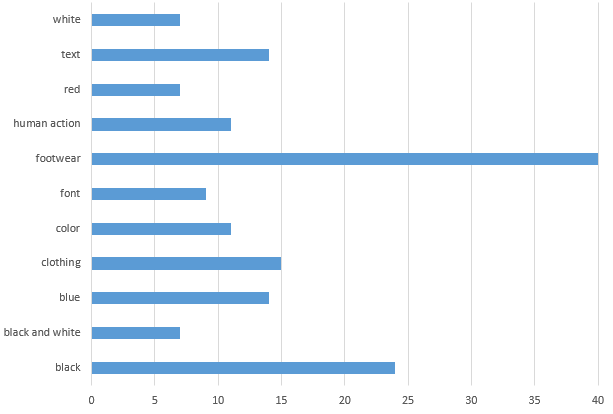 white
text
red
human action
footwear
font
color
clothing
blue
black and white
black
0 5 10 15 20 25 30 35 40